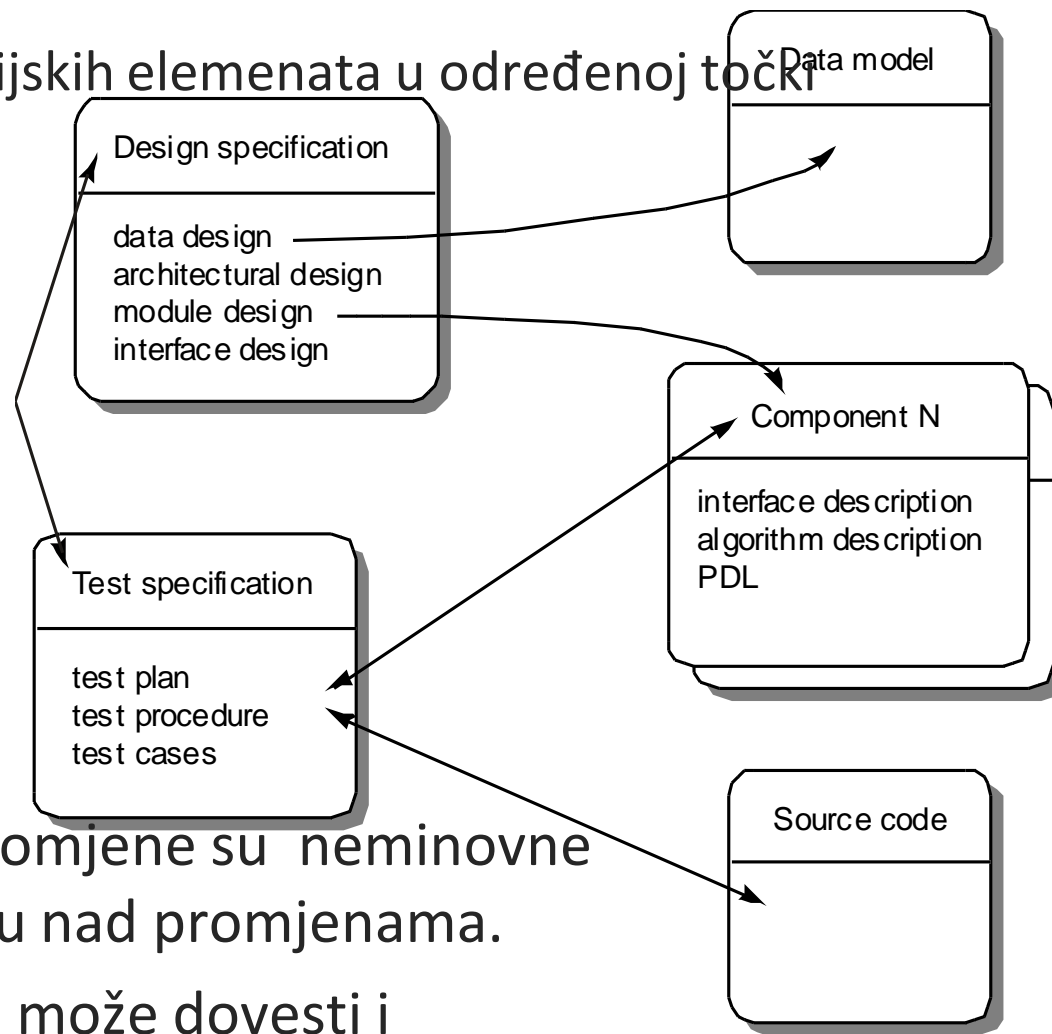 ijskih elemenata u određenoj točki
Data model
Design specification
data design
architectural design
module design
interface design
Component N
interface description
algorithm description
PDL
Test specification
test plan
test procedure
test cases
Source code
omjene su neminovne
u nad promjenama.
može dovesti i